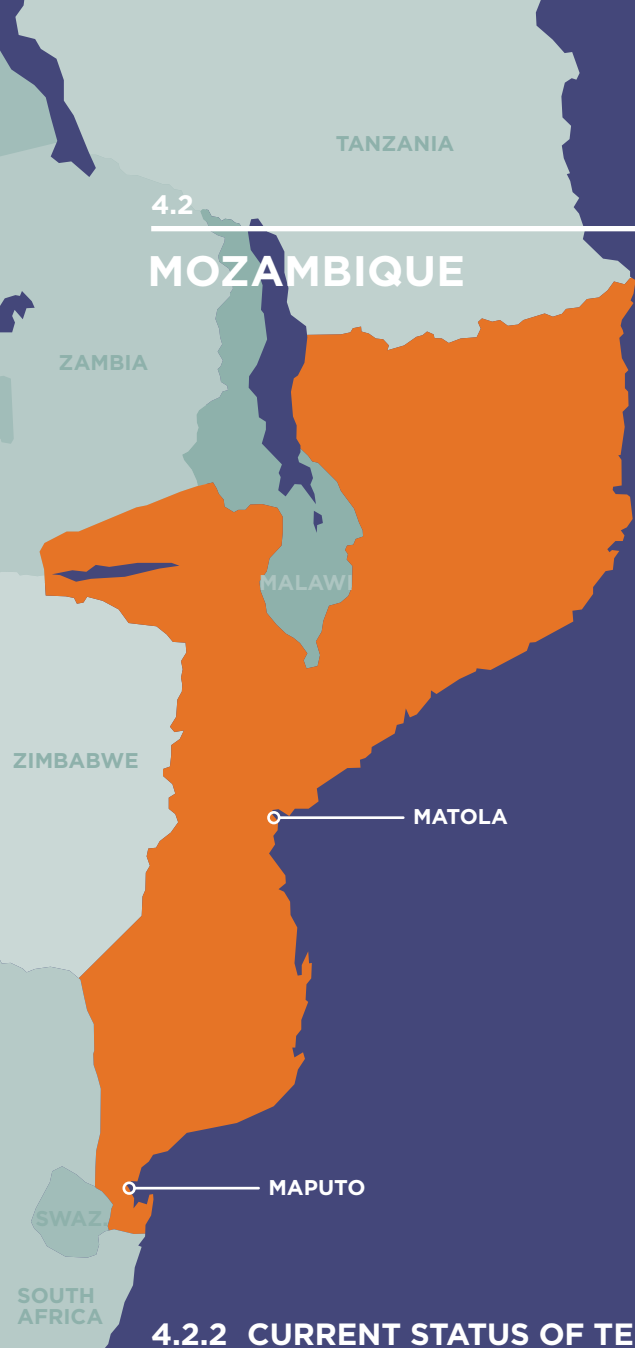 TANZANIA
4.2
MOZAMBIQUE
ZAMBIA
MALAWI
ZIMBABWE
MATOLA
MAPUTO
SWAZ.
SOUTH
AFRICA
4.2.2 CURRENT STATUS OF TE